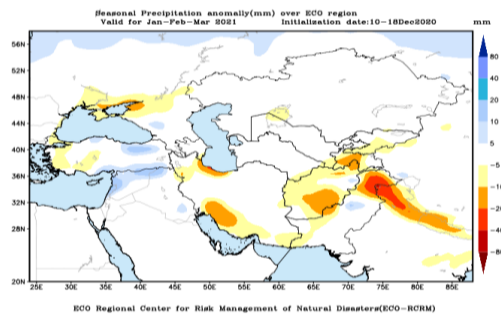 Seasonal Precipitation anomaly(mm) over ECO region
Valid for Jan-Feb-Mar 2021 Initialization date:10-18Dec2020 mm
56N
52N
48N
44N
40N
36N
32N
28N
24N
20N
25E 30E 35E 40E 45E 50E 55E 60E 65E 70E 75E 80E 85E
80
40
20
10
5
-5
-10
-20
-40
-80
ECO Regional Center for Risk Management of Natural Disasters(ECO-RCRM)